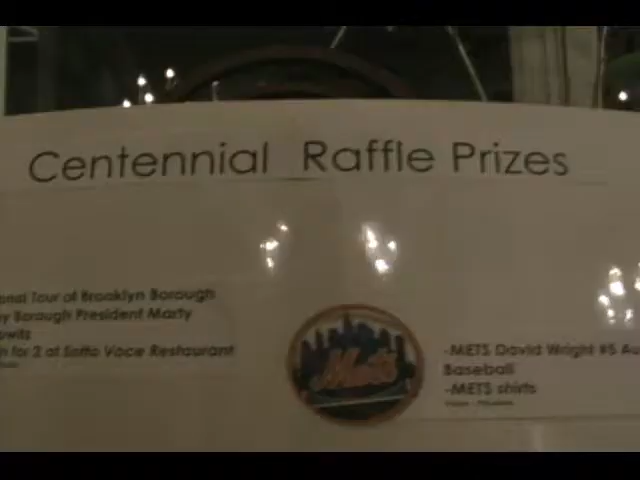 Centennial Raffle Prizes
onal Tour of Brooklyn Borough
y Borough President Marty
owitz
n for 2 at Sotto Voce Restaurant
Mets
-METS David Wright #5 Au
Baseball
-METS shirts